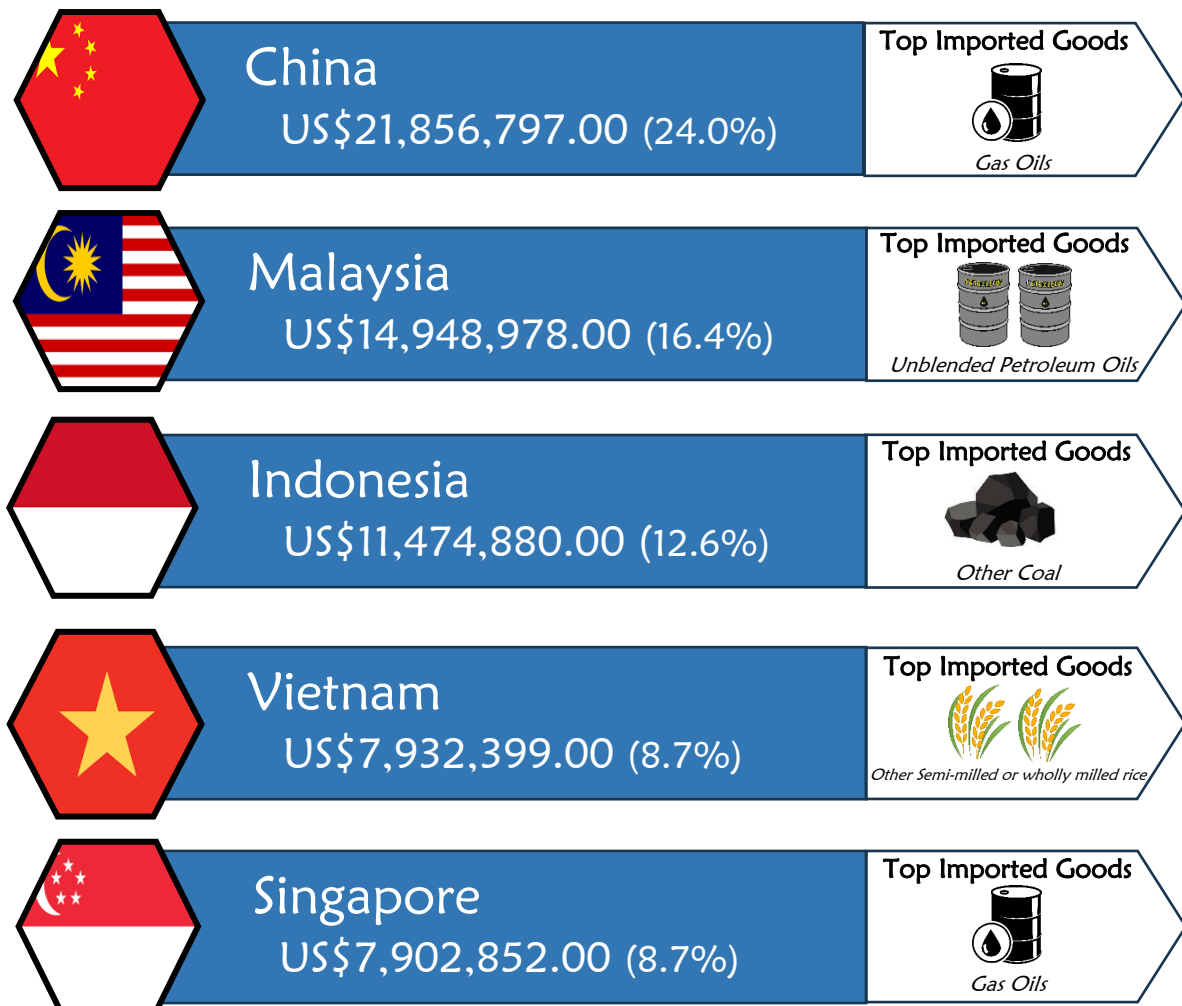 China
US$21,856,797.00 (24.0%)
Top Imported Goods
Gas Oils
Malaysia
US$14,948,978.00 (16.4%)
Top Imported Goods
Unblended Petroleum Oils
Indonesia
US$11,474,880.00 (12.6%)
Top Imported Goods
Other Coal
Vietnam
US$7,932,399.00 (8.7%)
Top Imported Goods
Other Semi-milled or wholly milled rice
Singapore
US$7,902,852.00 (8.7%)
Top Imported Goods
Gas Oils